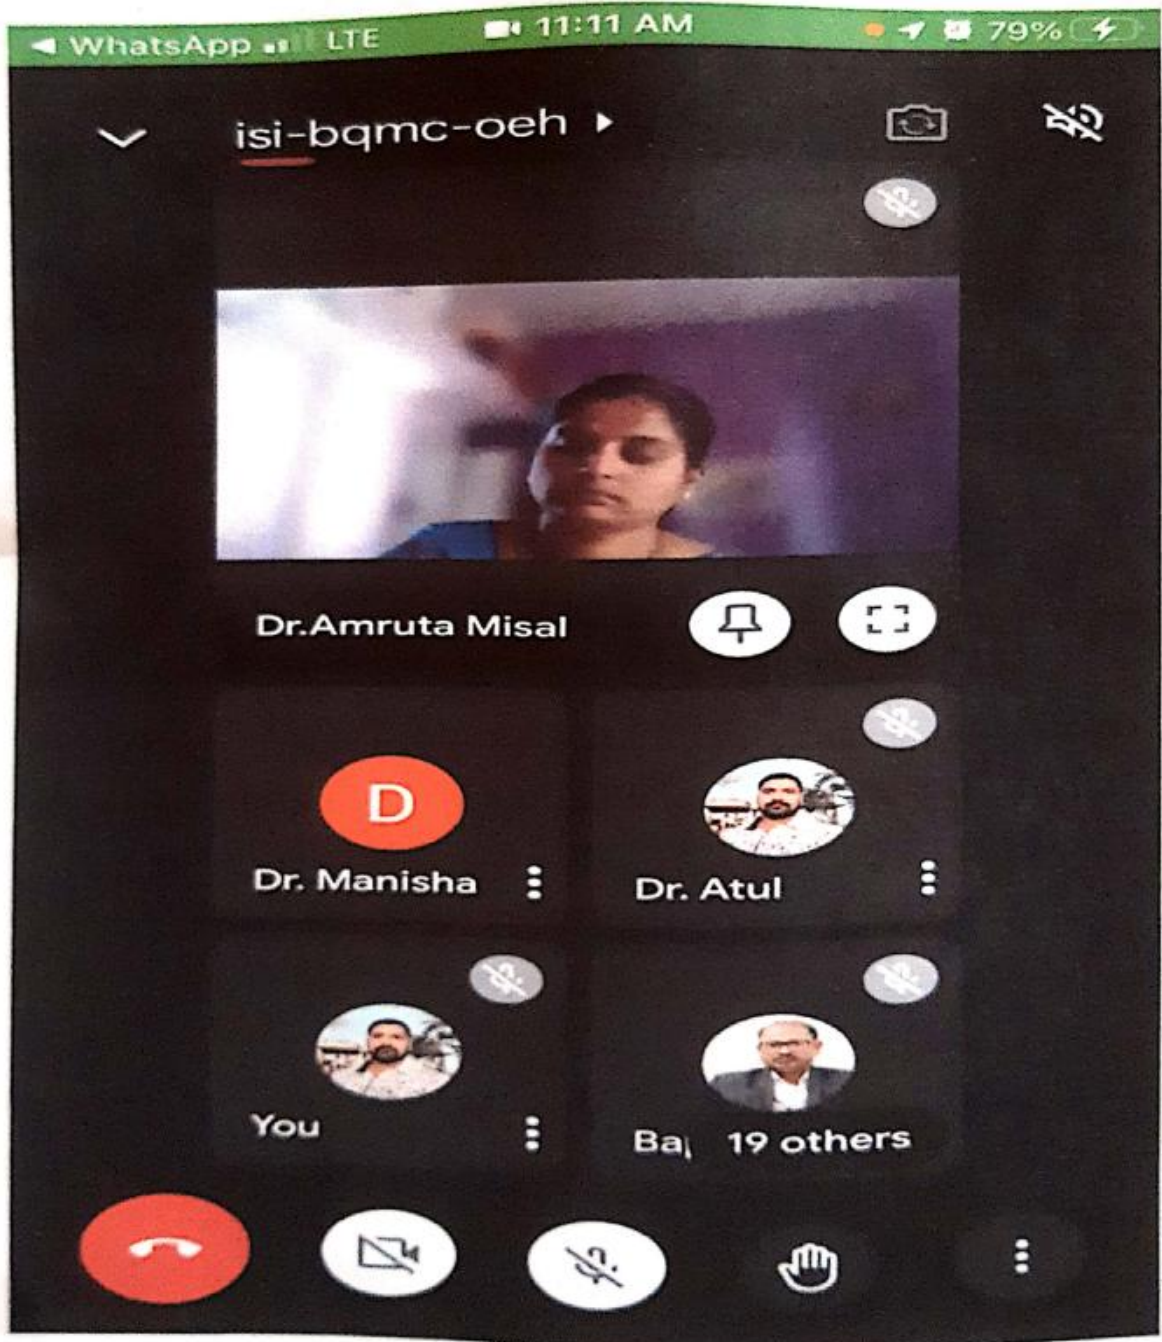 WhatsApp LTE 11:11 AM 79%
isi-bqmc-oeh
Dr.Amruta Misal
D
Dr. Manisha
Dr. Atul
You
19 others